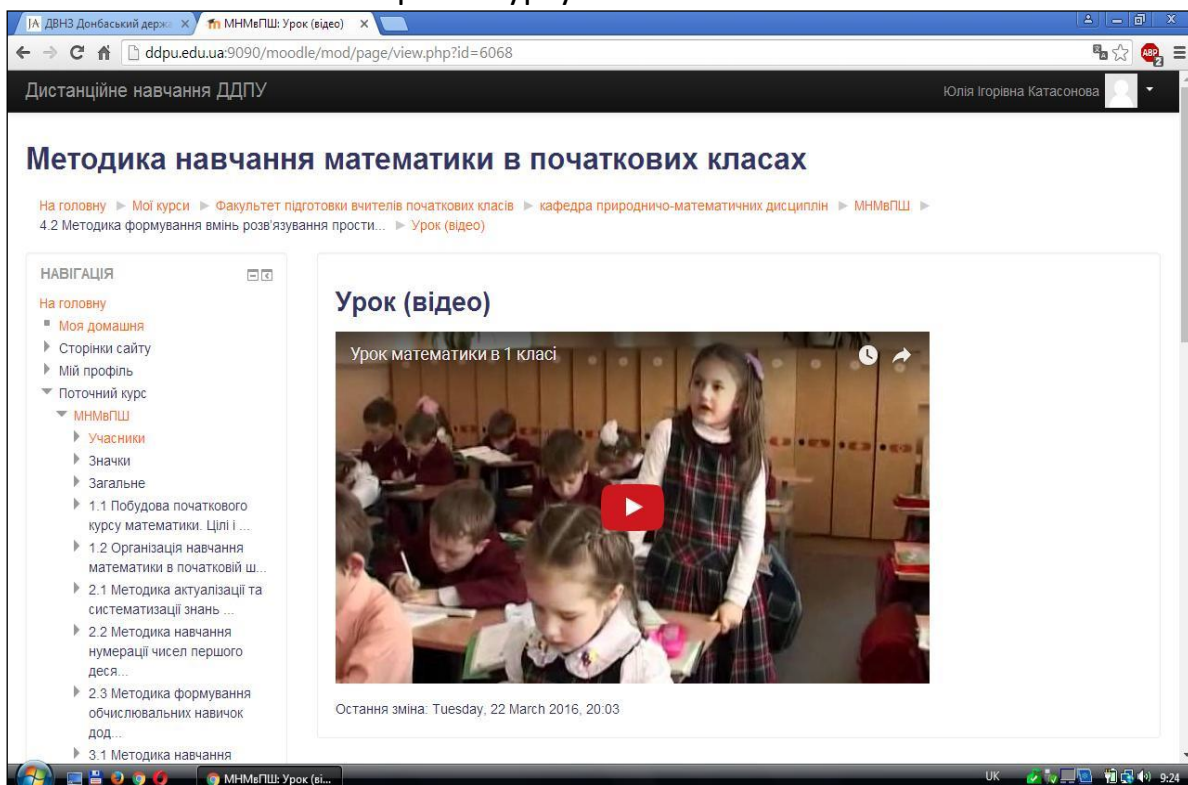 ДВНЗ Донбаський держа
МНМвПШ: Урок (відео)
ddpu.edu.ua:9090/moodle/mod/page/view.php?id=6068
ABP
2
Дистанційне навчання ДДПУ
Юлія Ігорівна Катасонова
Методика навчання математики в початкових класах
На головну ► Мої курси ► Факультет підготовки вчителів початкових класів ► кафедра природничо-математичних дисциплін ► МНМвПШ ►
4.2 Методика формування вмінь розв'язування прости... ► Урок (відео)
НАВІГАЦІЯ
На головну
Моя домашня
Сторінки сайту
Мій профіль
Поточний курс
МНМвПШ
Учасники
Значки
Загальне
1.1 Побудова початкового
курсу математики. Цілі і ...
1.2 Організація навчання
математики в початковій ш...
2.1 Методика актуалізації та
систематизації знань ...
2.2 Методика навчання
нумерації чисел першого
деся...
2.3 Методика формування
обчислювальних навичок
дод...
3.1 Методика навчання
Урок (відео)
Урок математики в 1 класі
Остання зміна: Tuesday, 22 March 2016, 20:03
МНМвПШ: Урок (ві...
UK
9:24